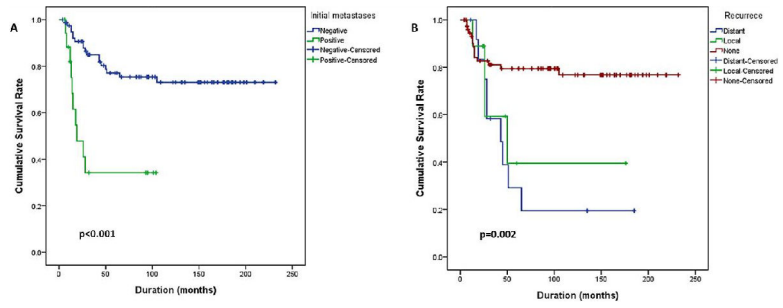 A
Initial metastases
Negative
Positive
Negative-Censored
Positive-Censored
Cumulative Survival Rate
1.0
0.8
0.6
0.4
0.2
0.0
p<0.001
0
50
100
150
200
250
Duration (months)
B
Recurrece
Distant
Local
None
Distant-Censored
Local-Censored
None-Censored
Cumulative Survival Rate
1.0
0.8
0.6
0.4
0.2
0.0
p=0.002
0
50
100
150
200
250
Duration (months)